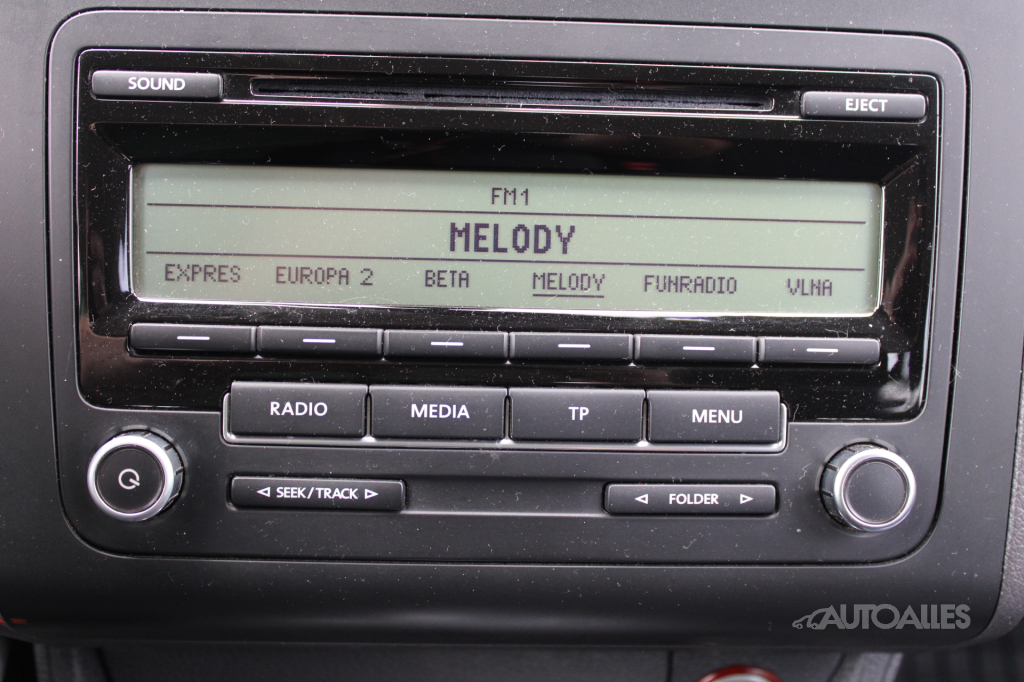 SOUND
EJECT
FM1
MELODY
EXPRES EUROPA 2 BETA MELODY FUNRADIO VLNA
RADIO MEDIA TP MENU
SEEK/TRACK FOLDER
AUTOALLES